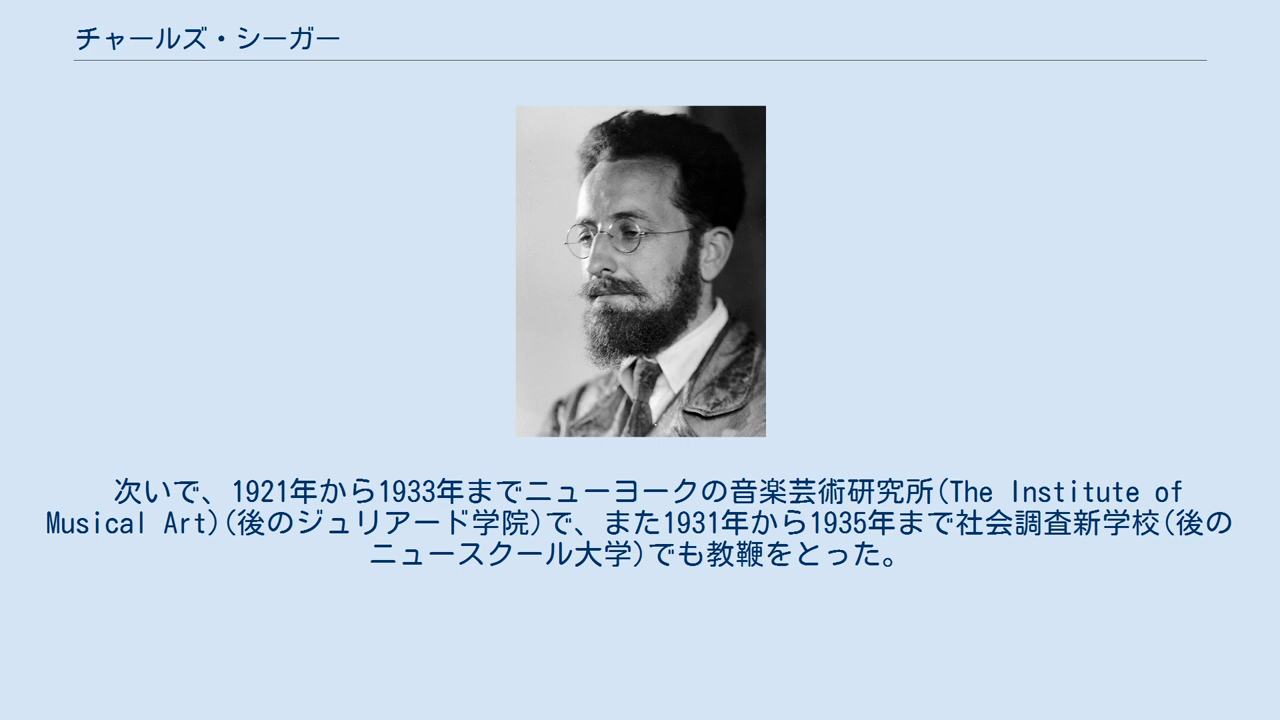 チャールズ・シーガー
次いで、1921年から1933年までニューヨークの音楽芸術研究所(The Institute of
Musical Art)(後のジュリアード学院)で、また1931年から1935年まで社会調査新学校(後の
ニュースクール大学)でも教鞭をとった。